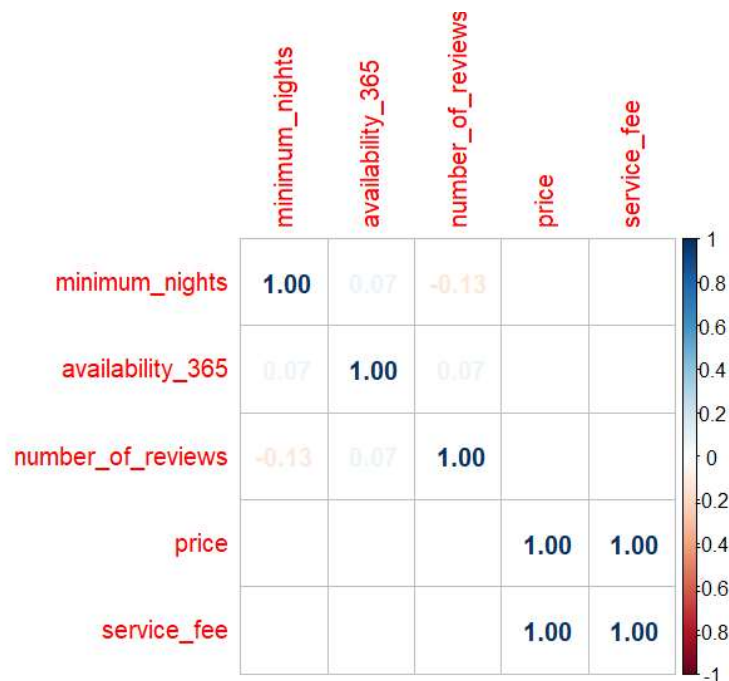 minimum_nights
availability_365
number_of_reviews
price
service_fee
minimum_nights 1.00 0.07 -0.13
availability_365 0.07 1.00 0.07
number_of_reviews -0.13 0.07 1.00
price 1.00 1.00
service_fee 1.00 1.00
1
0.8
0.6
0.4
0.2
0
-0.2
-0.4
-0.6
-0.8
-1